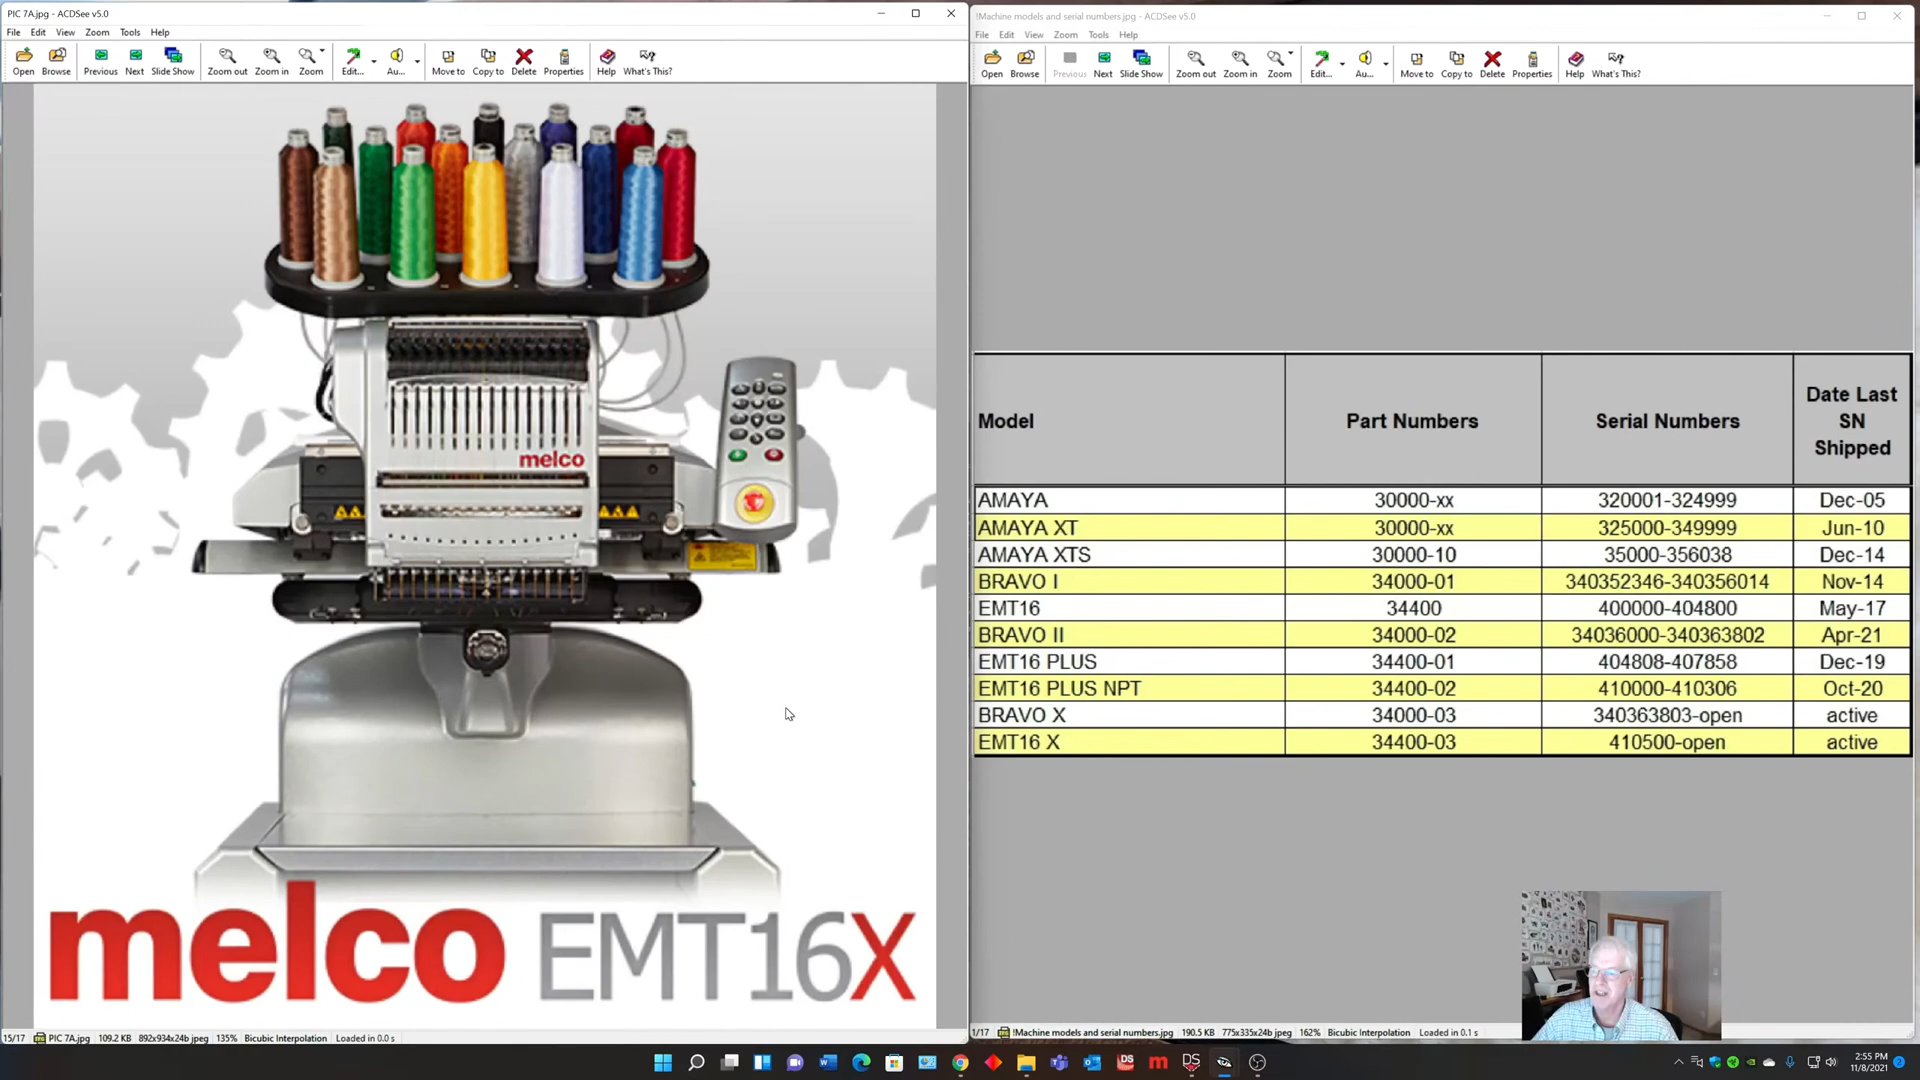 PIC 7A.jpg - ACDSee v5.0
File Edit View Zoom Tools Help
Open Browse Previous Next Slide Show Zoom out Zoom in Zoom Edit... Au... Move to Copy to Delete Properties Help What's This?
melco
melco EMT16X
15/17 PIC 7A.jpg 109.2 KB 892x934x24b jpeg 135% Bicubic Interpolation Loaded in 0.0 s
!Machine models and serial numbers.jpg - ACDSee v5.0
File Edit View Zoom Tools Help
Open Browse Previous Next Slide Show Zoom out Zoom in Zoom Edit... Au... Move to Copy to Delete Properties Help What's This?
Model Part Numbers Serial Numbers Date Last SN Shipped
AMAYA 30000-xx 320001-324999 Dec-05
AMAYA XT 30000-xx 325000-349999 Jun-10
AMAYA XTS 30000-10 35000-356038 Dec-14
BRAVO I 34000-01 340352346-340356014 Nov-14
EMT16 34400 400000-404800 May-17
BRAVO II 34000-02 34036000-340363802 Apr-21
EMT16 PLUS 34400-01 404808-407858 Dec-19
EMT16 PLUS NPT 34400-02 410000-410306 Oct-20
BRAVO X 34000-03 340363803-open active
EMT16 X 34400-03 410500-open active
1/17 !Machine models and serial numbers.jpg 190.5 KB 775x335x24b jpeg 162% Bicubic Interpolation Loaded in 0.1 s
DS DS
2:55 PM
11/8/2021